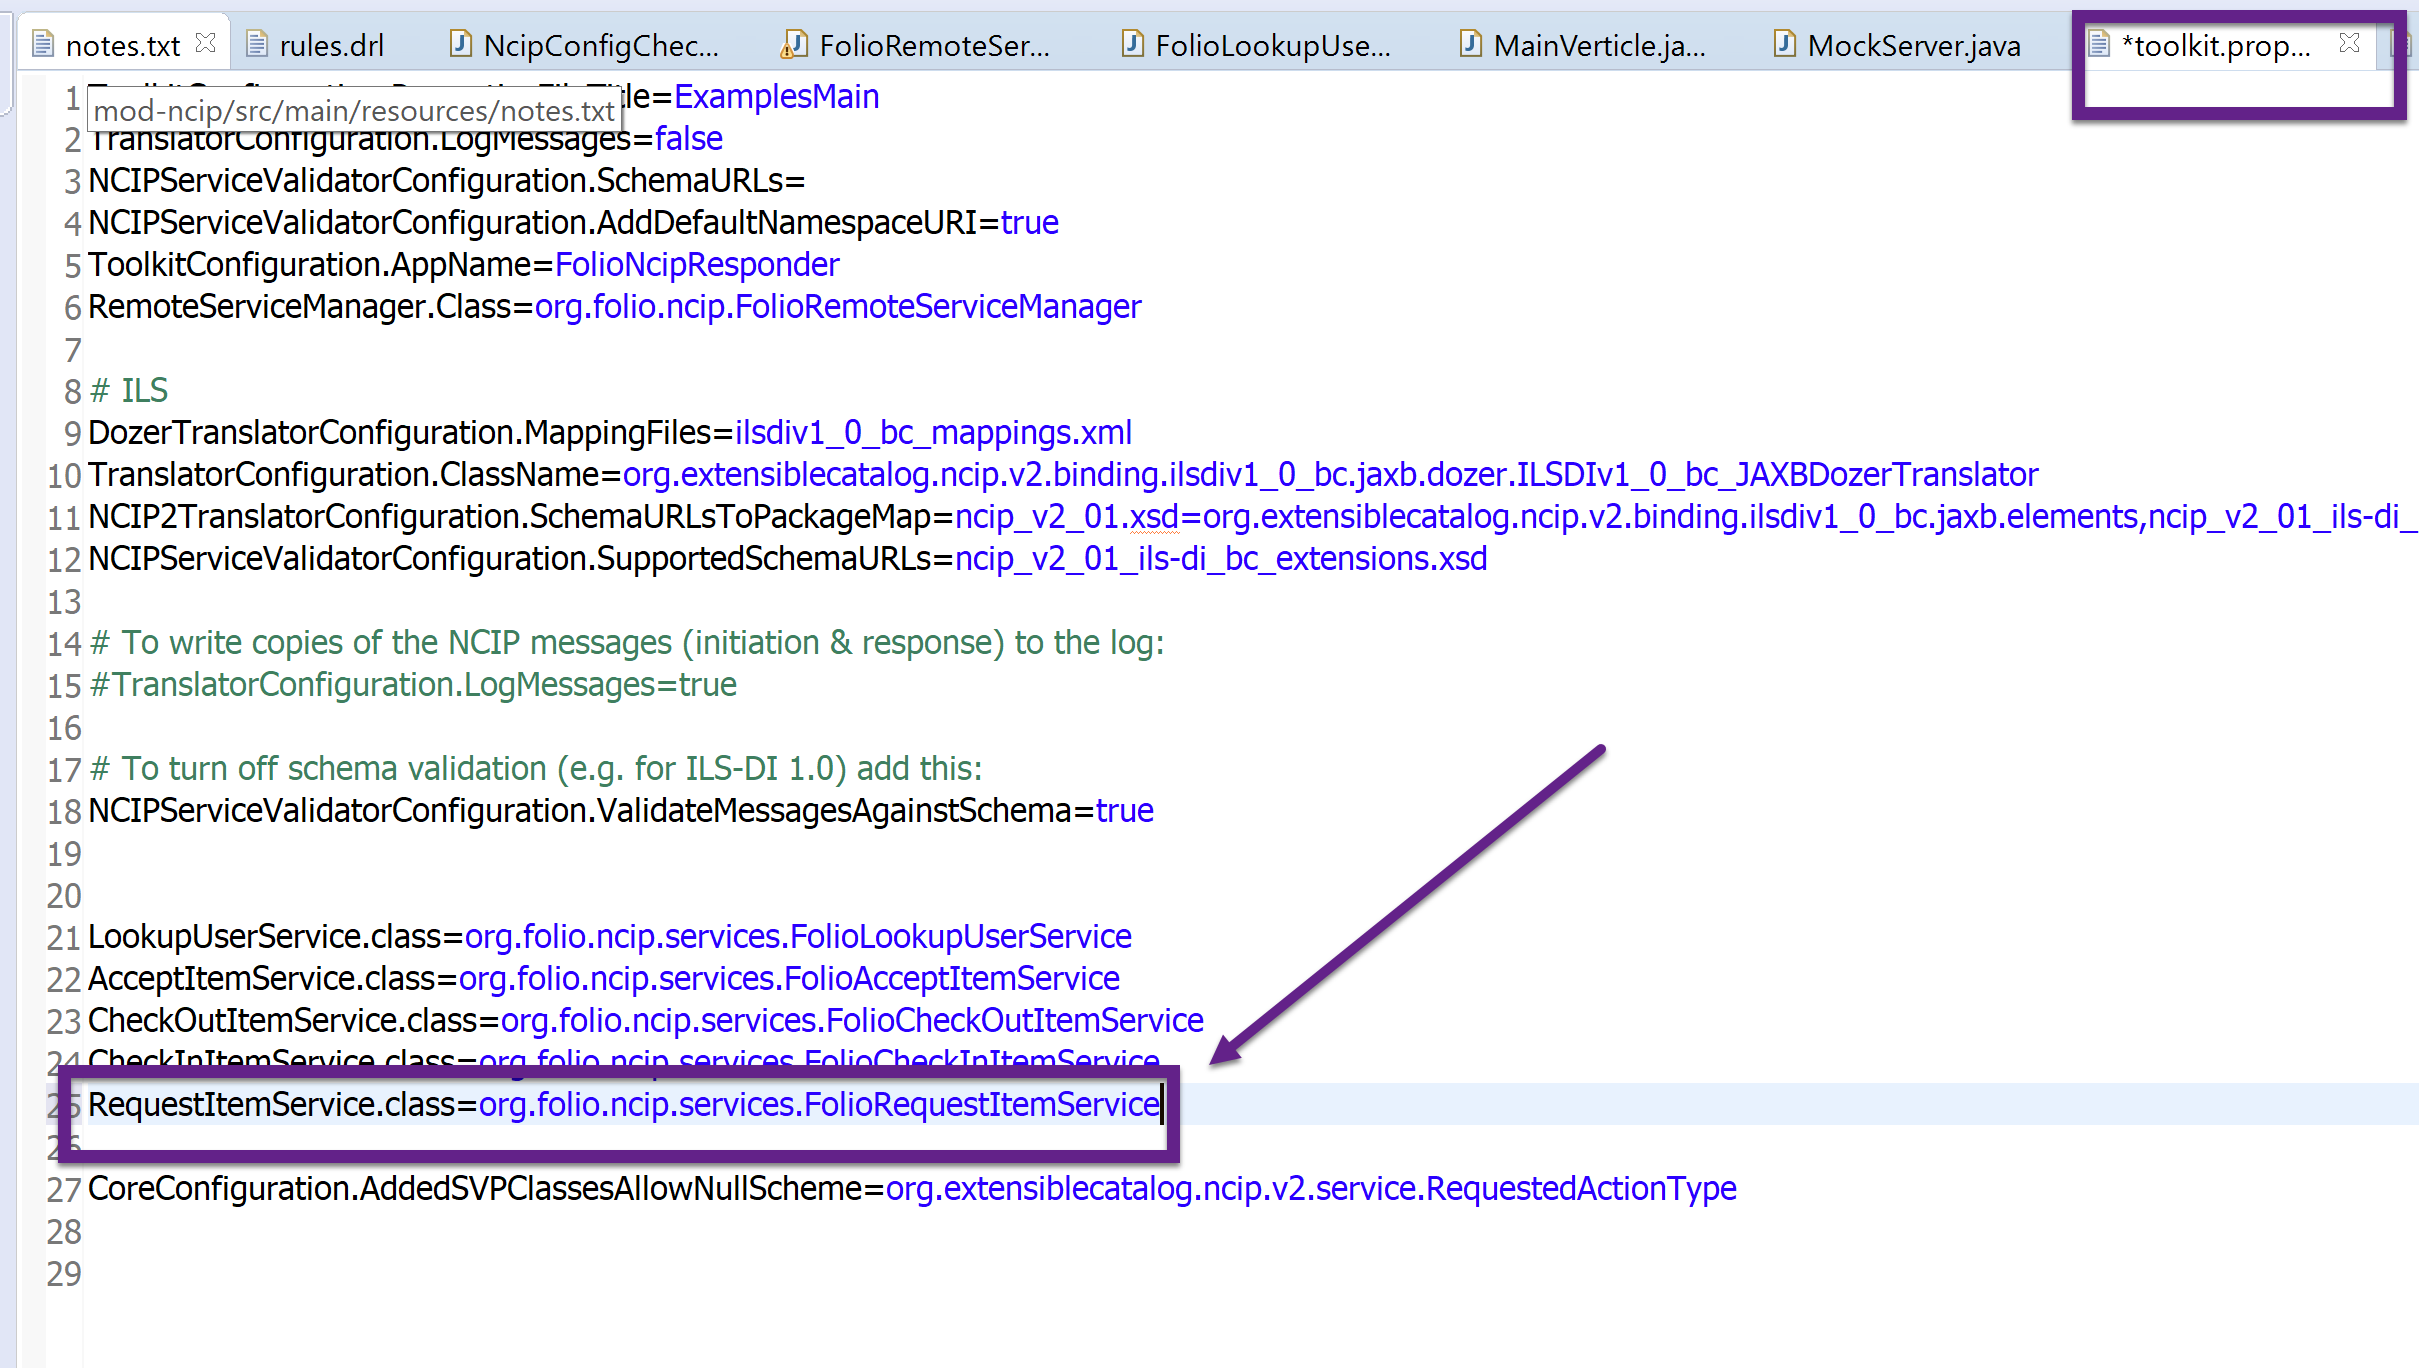 notes.txt rules.drl NcipConfigChec... FolioRemoteSer... FolioLookupUse... MainVerticle.ja... MockServer.java *toolkit.prop...
1 Title=ExamplesMain
mod-ncip/src/main/resources/notes.txt
2 TranslatorConfiguration.LogMessages=false
3 NCIPServiceValidatorConfiguration.SchemaURLs=
4 NCIPServiceValidatorConfiguration.AddDefaultNamespaceURI=true
5 ToolkitConfiguration.AppName=FolioNcipResponder
6 RemoteServiceManager.Class=org.folio.ncip.FolioRemoteServiceManager
7
8 # ILS
9 DozerTranslatorConfiguration.MappingFiles=ilsdiv1_0_bc_mappings.xml
10 TranslatorConfiguration.ClassName=org.extensiblecatalog.ncip.v2.binding.ilsdiv1_0_bc.jaxb.dozer.ILSDIv1_0_bc_JAXBDozerTranslator
11 NCIP2TranslatorConfiguration.SchemaURLsToPackageMap=ncip_v2_01.xsd=org.extensiblecatalog.ncip.v2.binding.ilsdiv1_0_bc.jaxb.elements,ncip_v2_01_ils-di_
12 NCIPServiceValidatorConfiguration.SupportedSchemaURLs=ncip_v2_01_ils-di_bc_extensions.xsd
13
14 # To write copies of the NCIP messages (initiation & response) to the log:
15 #TranslatorConfiguration.LogMessages=true
16
17 # To turn off schema validation (e.g. for ILS-DI 1.0) add this:
18 NCIPServiceValidatorConfiguration.ValidateMessagesAgainstSchema=true
19
20
21 LookupUserService.class=org.folio.ncip.services.FolioLookupUserService
22 AcceptItemService.class=org.folio.ncip.services.FolioAcceptItemService
23 CheckOutItemService.class=org.folio.ncip.services.FolioCheckOutItemService
24 CheckInItemService.class=org.folio.ncip.services.FolioCheckInItemService
25 RequestItemService.class=org.folio.ncip.services.FolioRequestItemService
26
27 CoreConfiguration.AddedSVPClassesAllowNullScheme=org.extensiblecatalog.ncip.v2.service.RequestedActionType
28
29